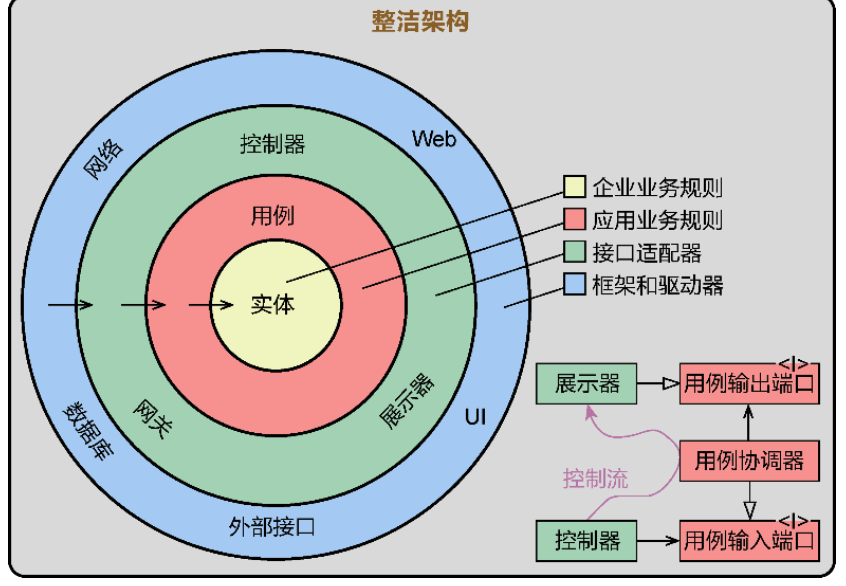 整洁架构
网络
Web
控制器
用例
实体
网关
展示器
数据库
UI
外部接口
企业业务规则
应用业务规则
接口适配器
框架和驱动器
<I>
展示器
用例输出端口
控制流
用例协调器
<I>
控制器
用例输入端口